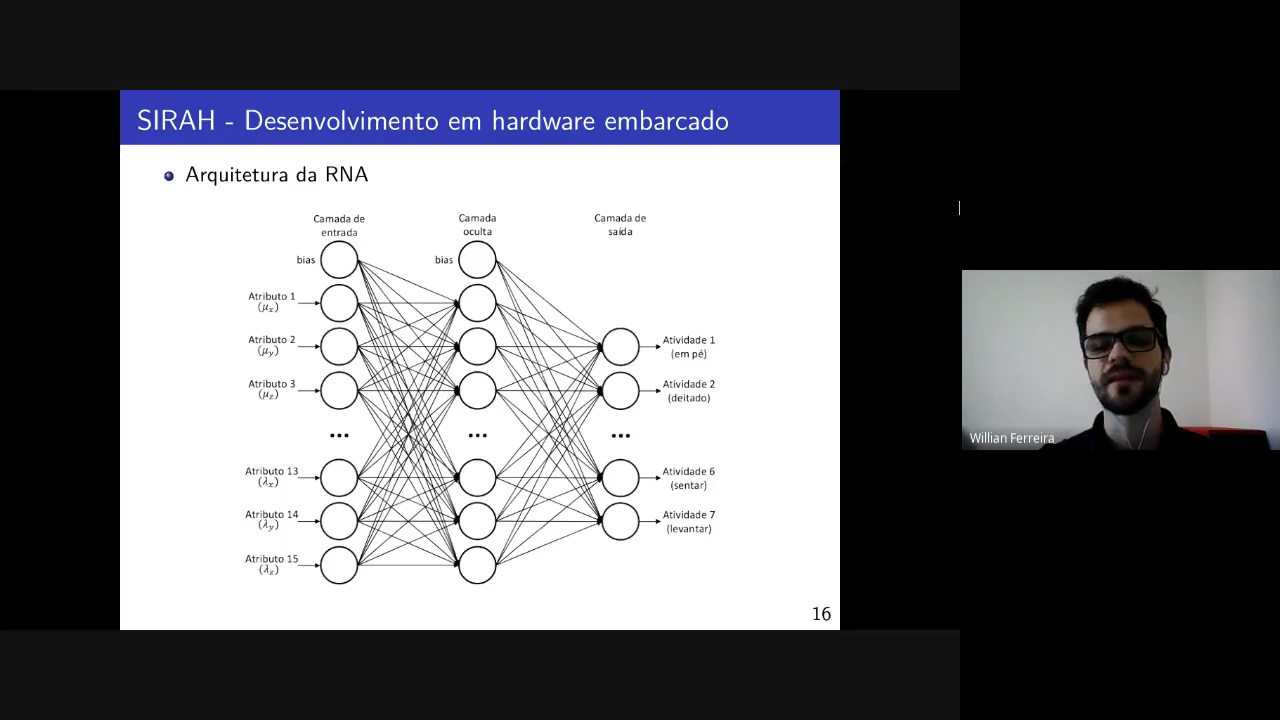 SIRAH - Desenvolvimento em hardware embarcado
Arquitetura da RNA
Camada de
entrada
Camada
oculta
Camada de
saída
bias
bias
Atributo 1
(μx)
Atributo 2
(μy)
Atributo 3
(μz)
...
...
...
Atributo 13
(λx)
Atributo 14
(λy)
Atributo 15
(λz)
Atividade 1
(em pé)
Atividade 2
(deitado)
Atividade 6
(sentar)
Atividade 7
(levantar)
16
Willian Ferreira